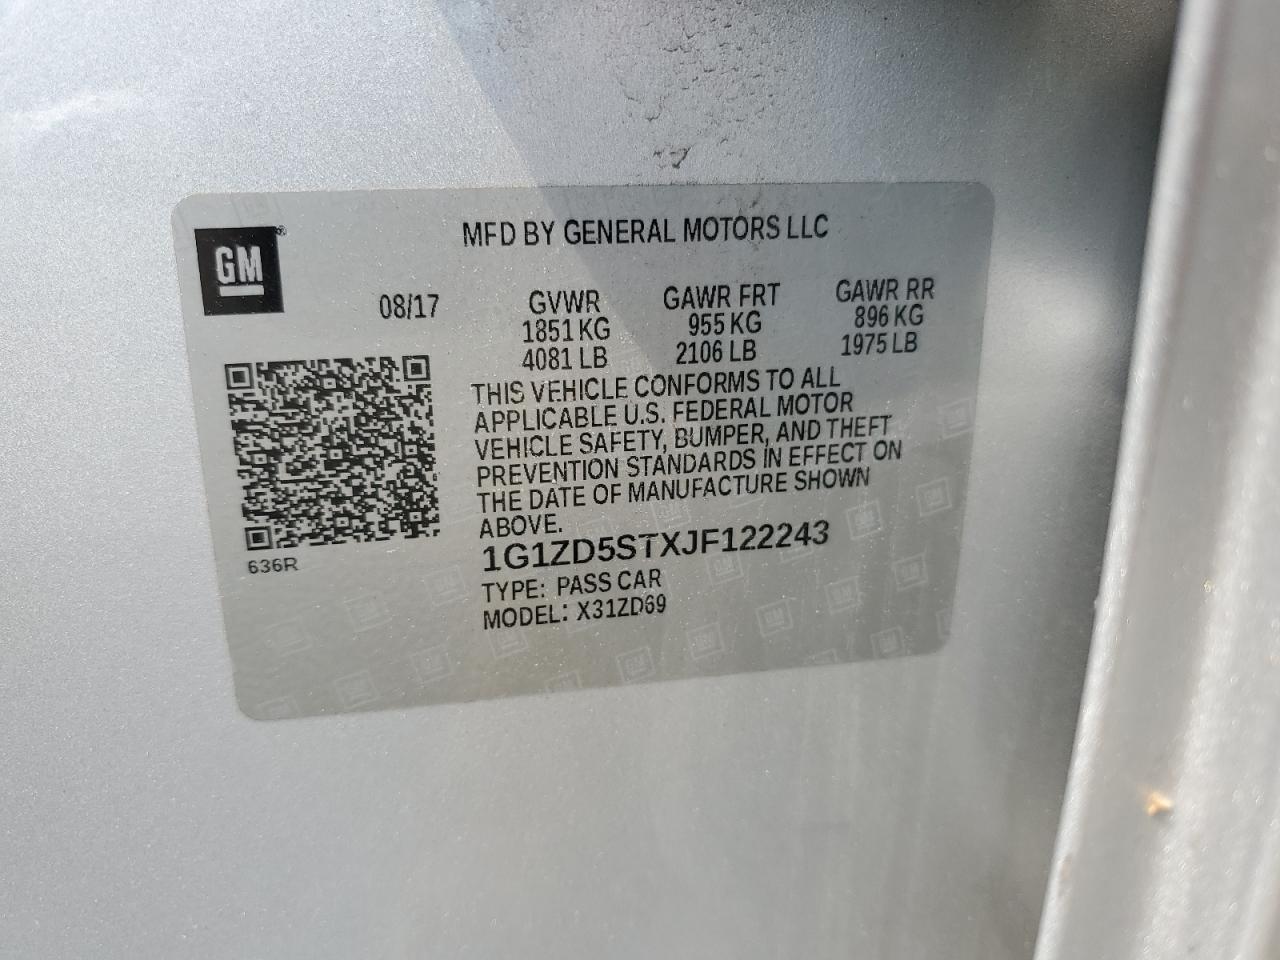 MFD BY GENERAL MOTORS LLC
GM®
08/17
GVWR GAWR FRT GAWR RR
1851 KG 955 KG 896 KG
4081 LB 2106 LB 1975 LB
THIS VEHICLE CONFORMS TO ALL
APPLICABLE U.S. FEDERAL MOTOR
VEHICLE SAFETY, BUMPER, AND THEFT
PREVENTION STANDARDS IN EFFECT ON
THE DATE OF MANUFACTURE SHOWN
ABOVE.
1G1ZD5STXJF122243
636R
TYPE: PASS CAR
MODEL: X31ZD69